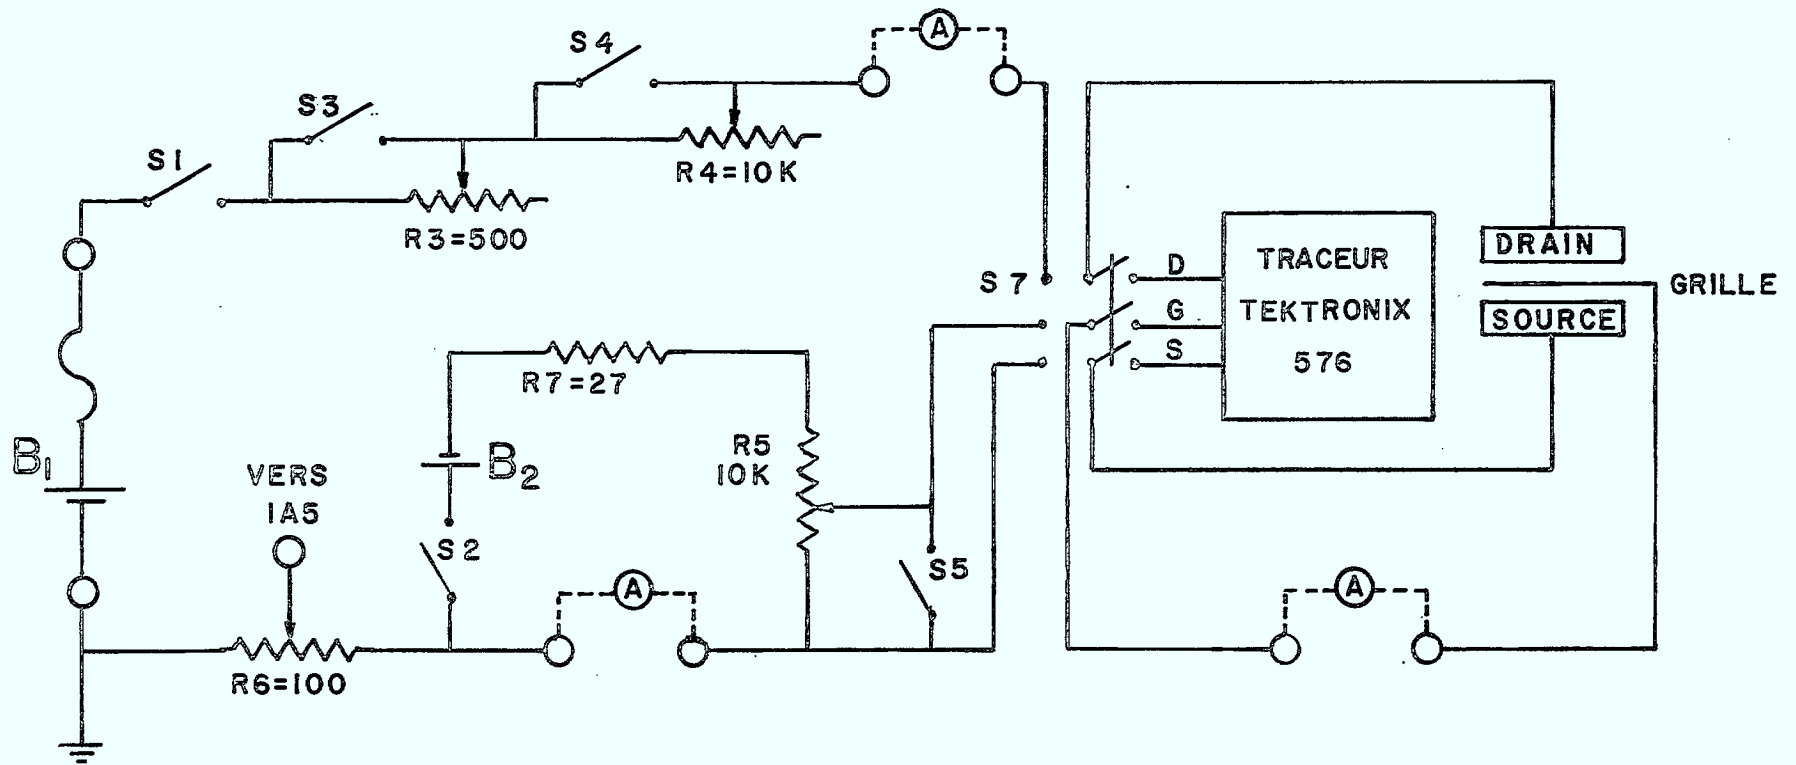 A
S4
S3
S1
R4=10K
R3=500
S7
D
G
S
TRACEUR
TEKTRONIX
576
DRAIN
GRILLE
SOURCE
R7=27
B1
B2
R5
10K
VERS
1A5
S2
S5
A
A
R6=100